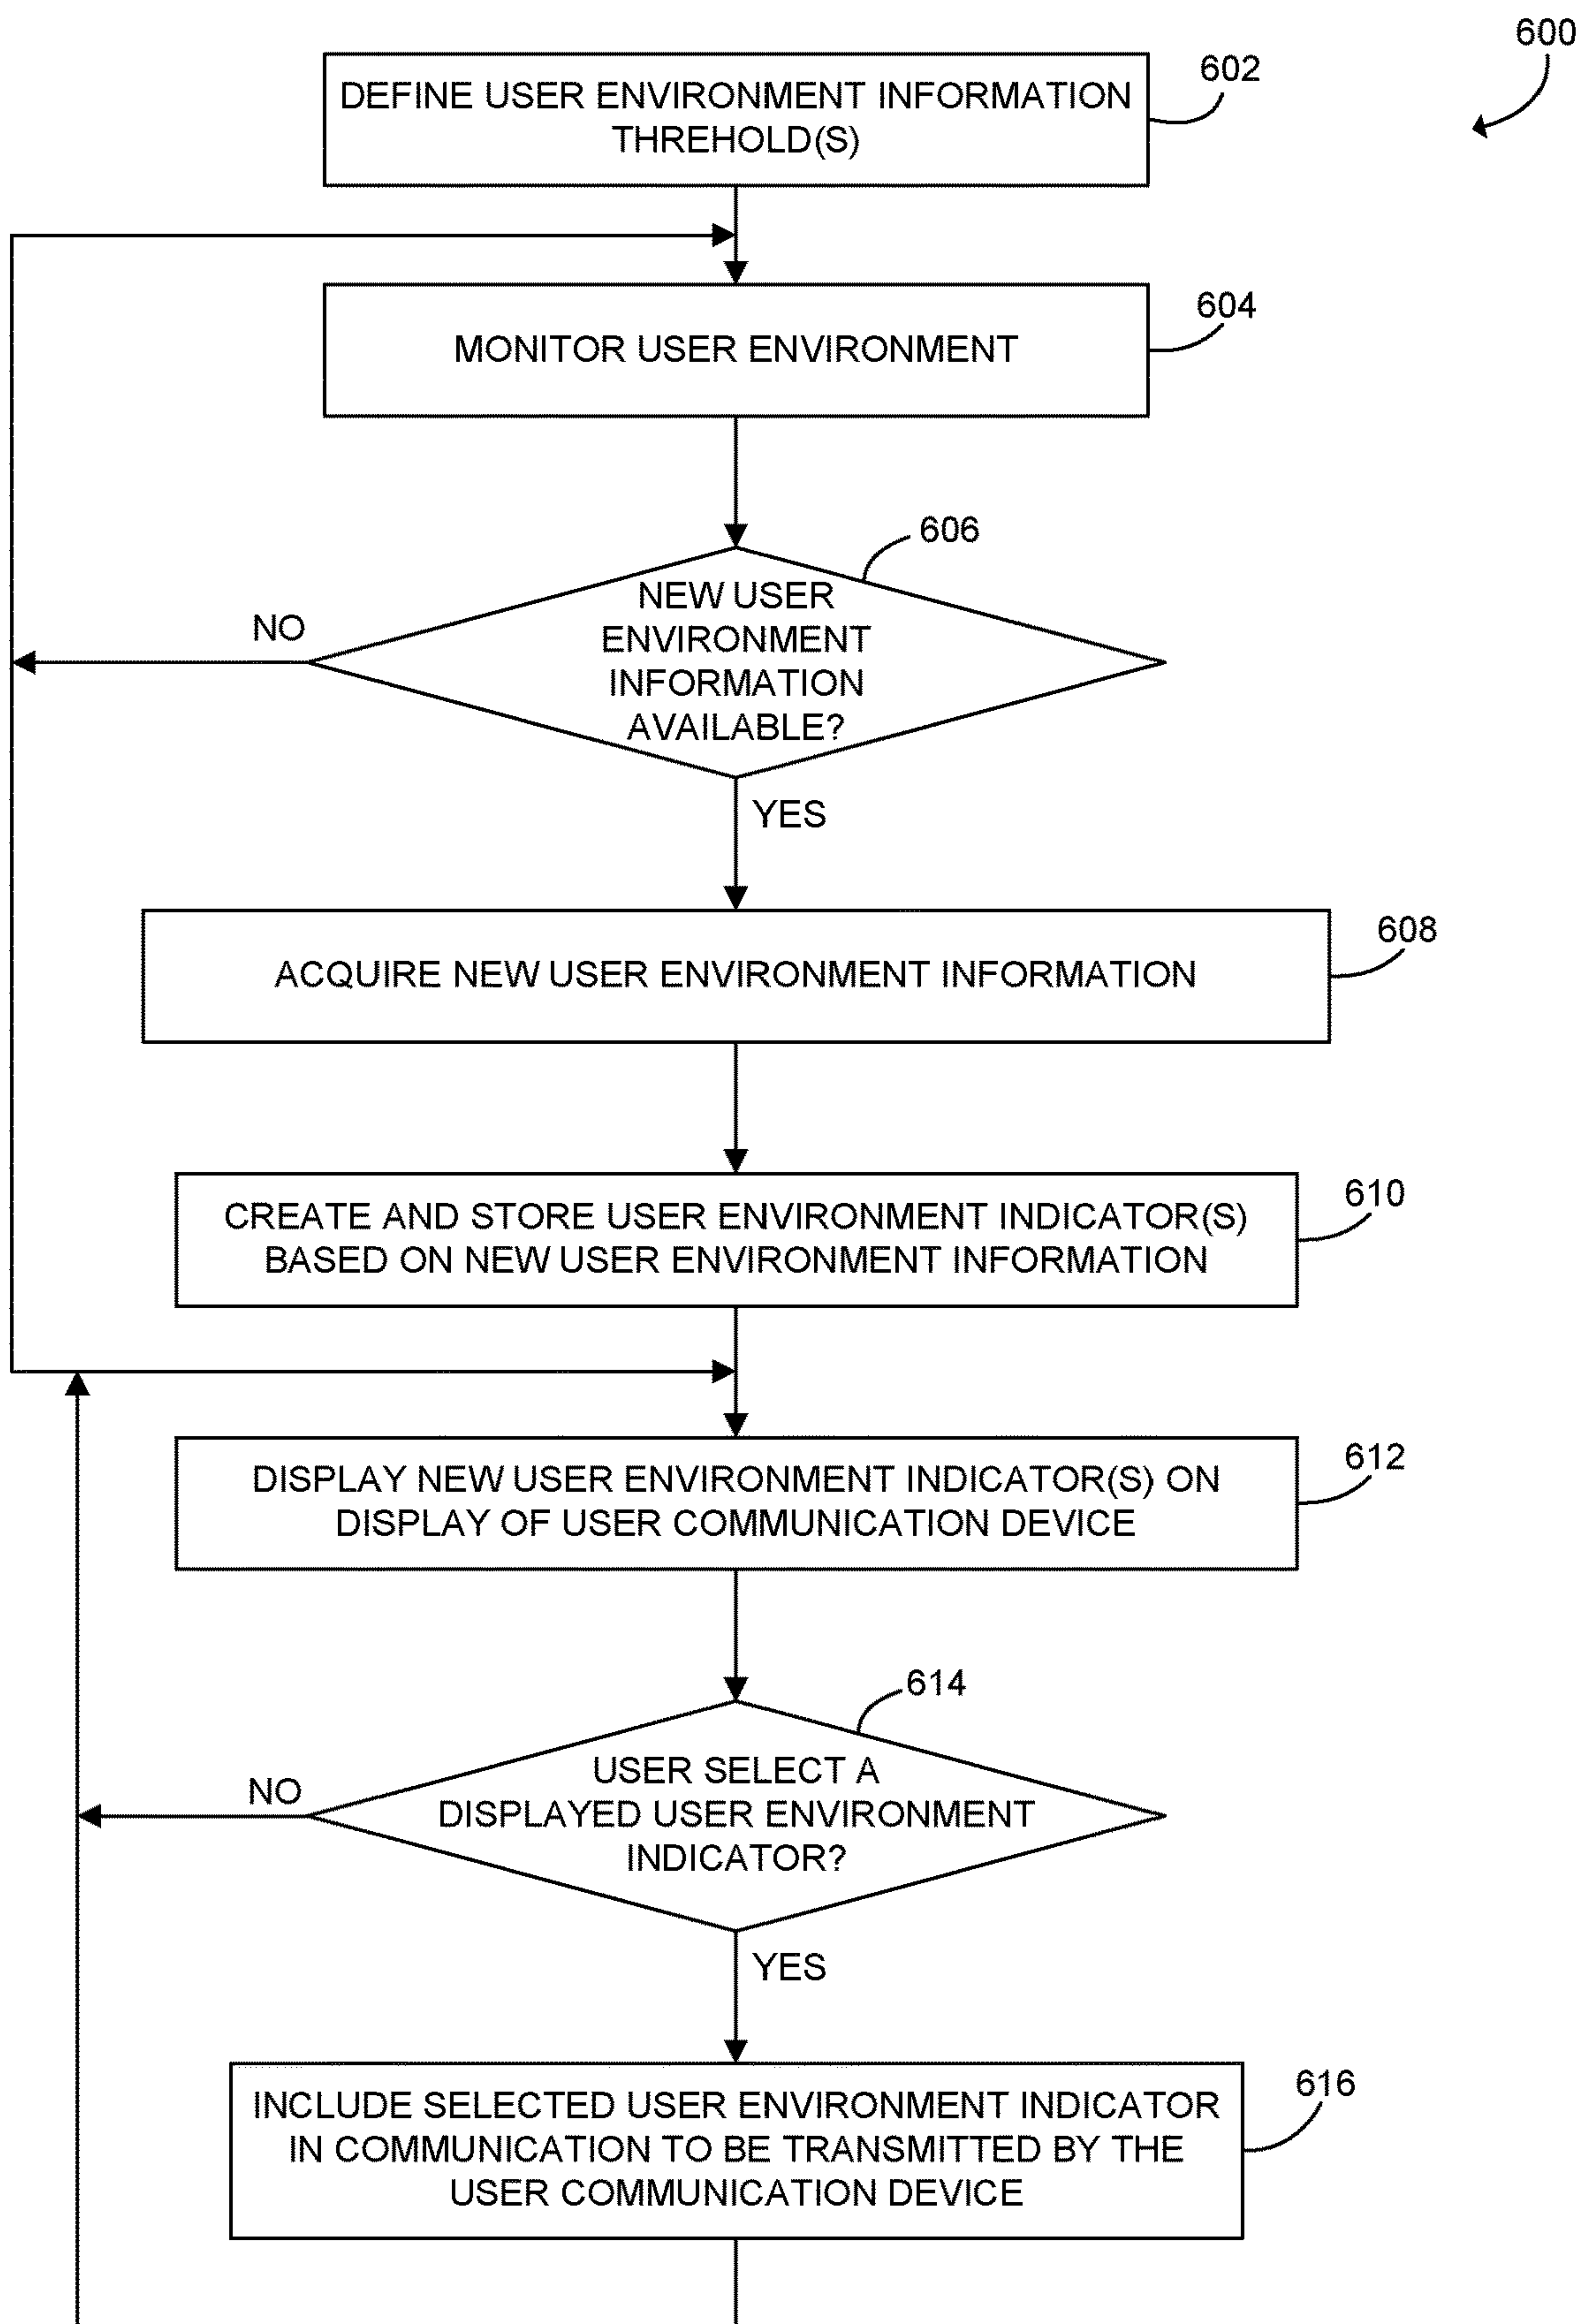 600
602
DEFINE USER ENVIRONMENT INFORMATION
THREHOLD(S)
604
MONITOR USER ENVIRONMENT
606
NEW USER
ENVIRONMENT
INFORMATION
AVAILABLE?
NO
YES
608
ACQUIRE NEW USER ENVIRONMENT INFORMATION
610
CREATE AND STORE USER ENVIRONMENT INDICATOR(S)
BASED ON NEW USER ENVIRONMENT INFORMATION
612
DISPLAY NEW USER ENVIRONMENT INDICATOR(S) ON
DISPLAY OF USER COMMUNICATION DEVICE
614
USER SELECT A
DISPLAYED USER ENVIRONMENT
INDICATOR?
NO
YES
616
INCLUDE SELECTED USER ENVIRONMENT INDICATOR
IN COMMUNICATION TO BE TRANSMITTED BY THE
USER COMMUNICATION DEVICE